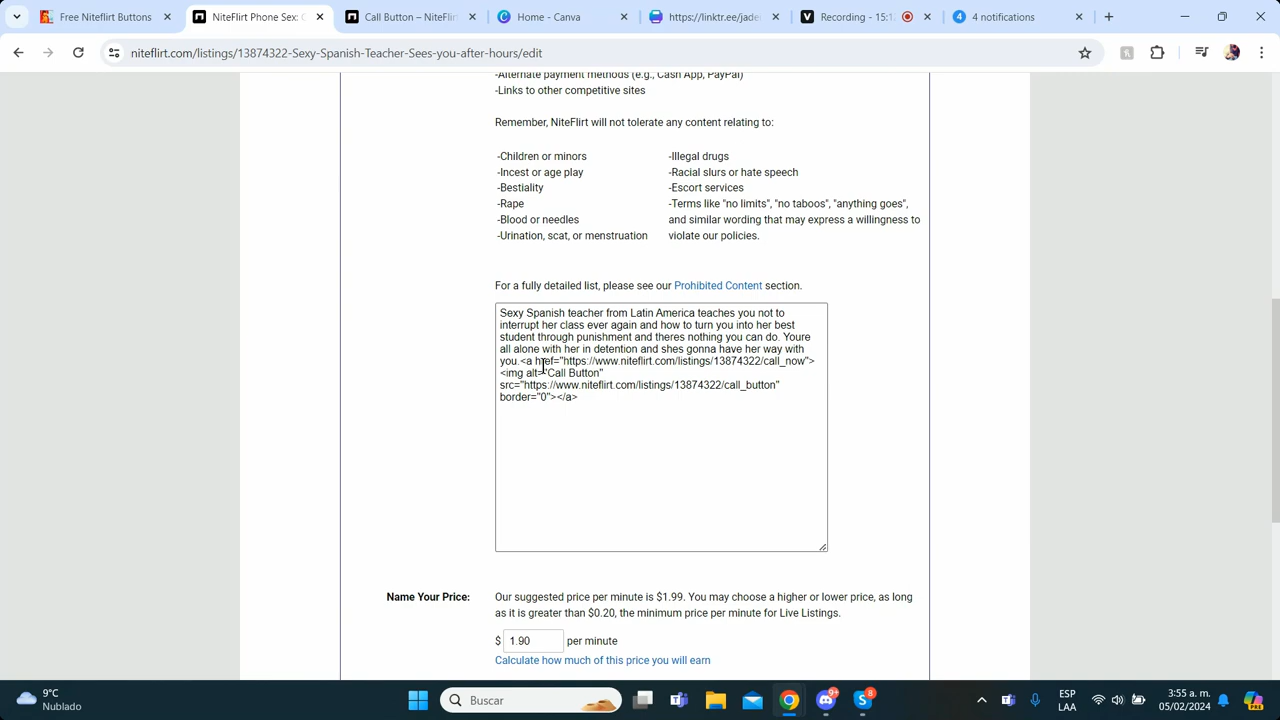 Free Niteflirt Buttons
NiteFlirt Phone Sex: C
Call Button – NiteFlir
Home - Canva
https://linktr.ee/jade
Recording - 15:1
4 notifications
niteflirt.com/listings/13874322-Sexy-Spanish-Teacher-Sees-you-after-hours/edit
-Alternate payment methods (e.g., Cash App, PayPal)
-Links to other competitive sites
Remember, NiteFlirt will not tolerate any content relating to:
-Children or minors
-Incest or age play
-Bestiality
-Rape
-Blood or needles
-Urination, scat, or menstruation
-Illegal drugs
-Racial slurs or hate speech
-Escort services
-Terms like "no limits", "no taboos", "anything goes",
and similar wording that may express a willingness to
violate our policies.
For a fully detailed list, please see our Prohibited Content section.
Sexy Spanish teacher from Latin America teaches you not to
interrupt her class ever again and how to turn you into her best
student through punishment and theres nothing you can do. Youre
all alone with her in detention and shes gonna have her way with
you.<a href="https://www.niteflirt.com/listings/13874322/call_now">
<img alt="Call Button"
src="https://www.niteflirt.com/listings/13874322/call_button"
border="0"></a>
Name Your Price:
Our suggested price per minute is $1.99. You may choose a higher or lower price, as long
as it is greater than $0.20, the minimum price per minute for Live Listings.
$ 1.90 per minute
Calculate how much of this price you will earn
9°C
Nublado
Buscar
9+
8
ESP
LAA
3:55 a. m.
05/02/2024